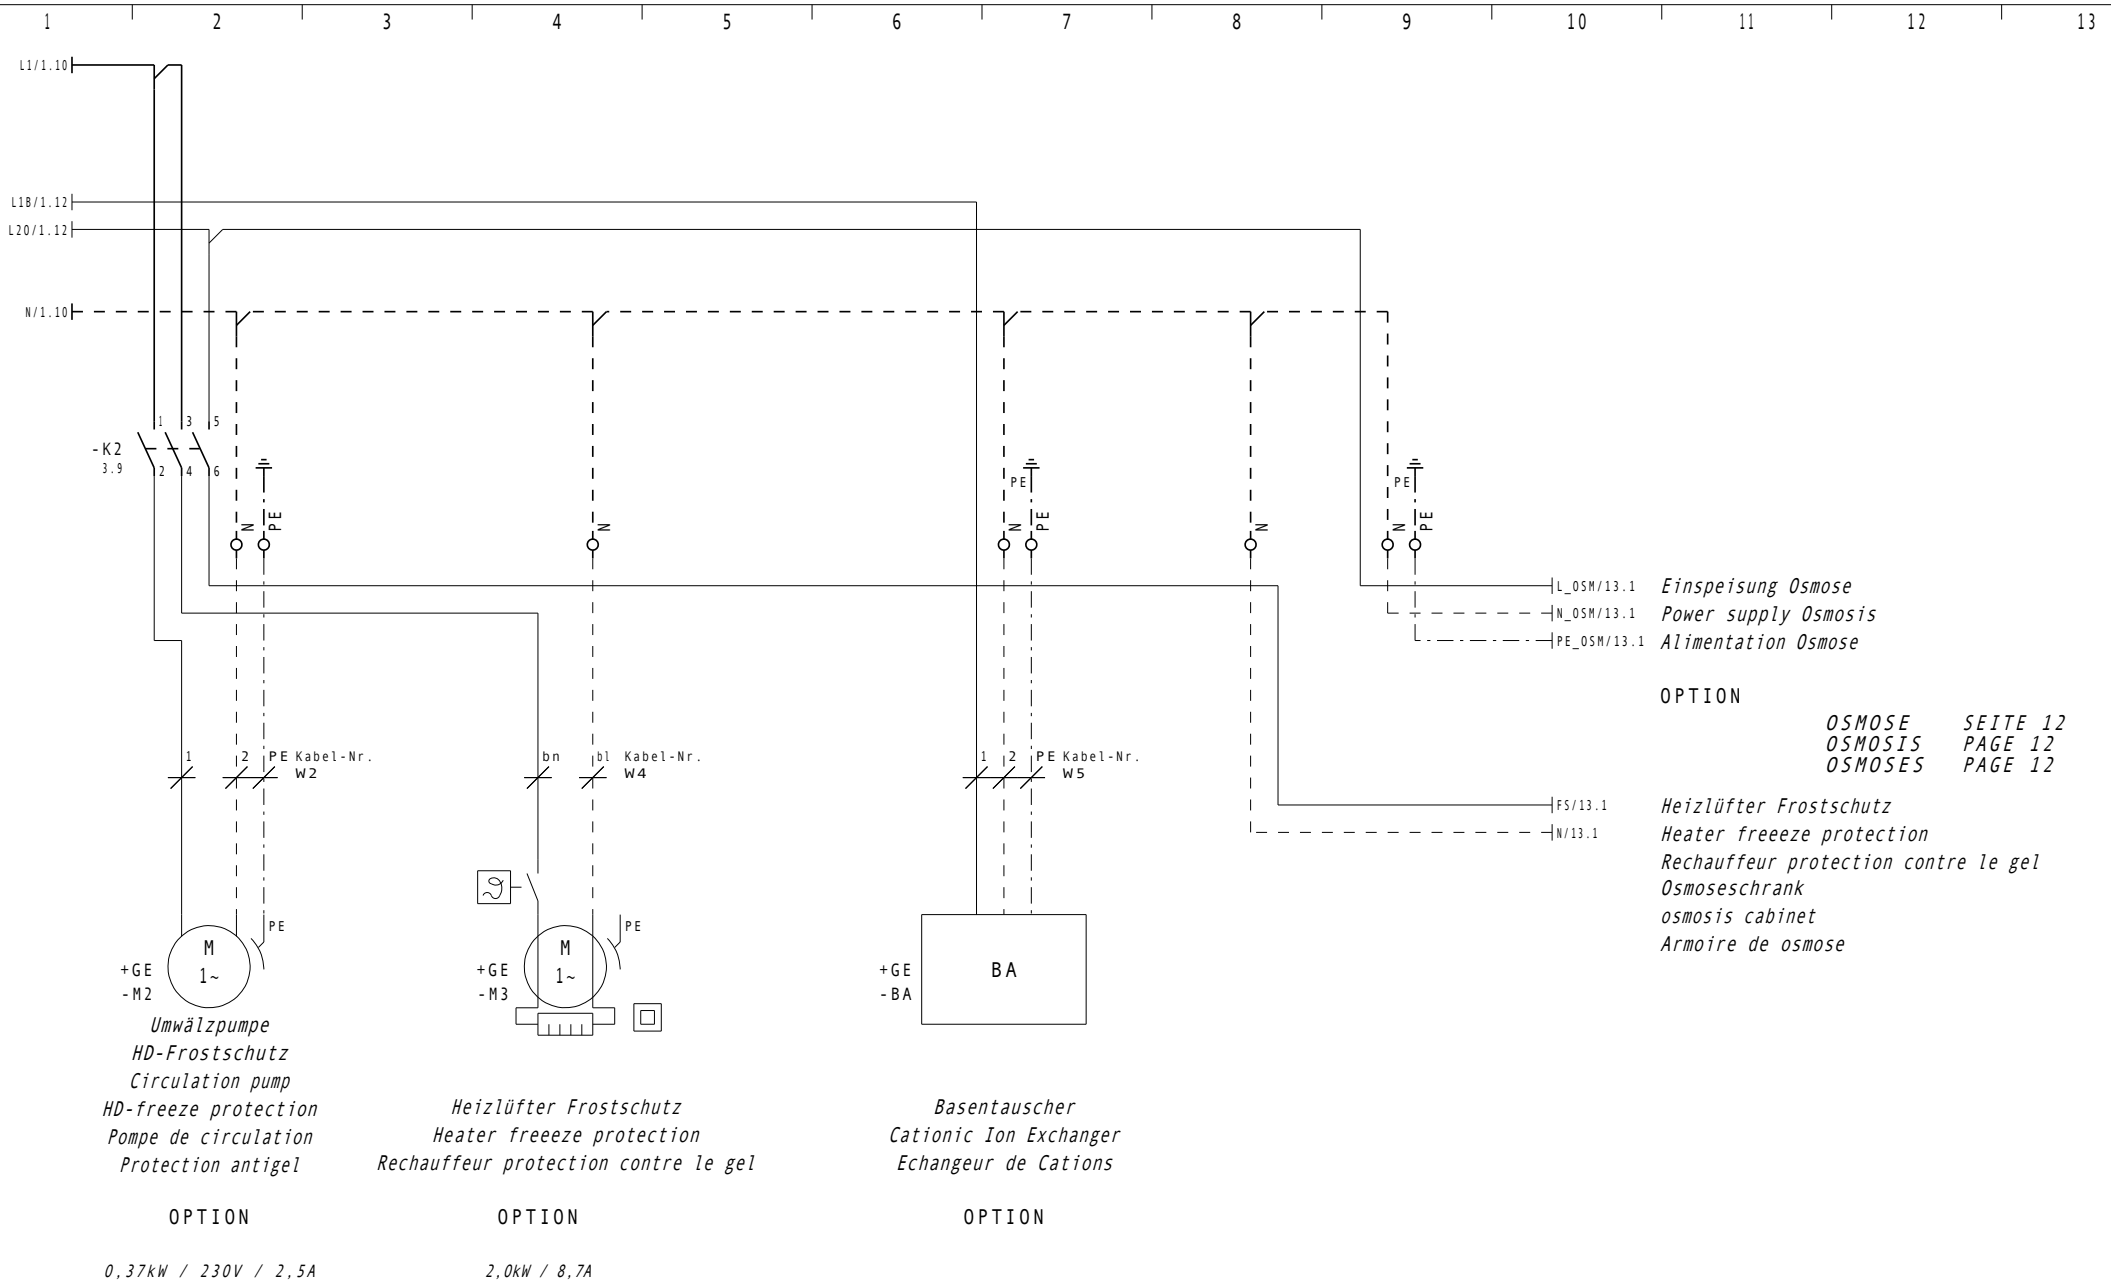 1 2 3 4 5 6 7 8 9 10 11 12 13
L1/1.10
L1B/1.12
L20/1.12
N/1.10
1 3 5
-K2
3.9
2 4 6
PE PE
N PE N N PE N N PE
L_OSM/13.1 Einspeisung Osmose
N_OSM/13.1 Power supply Osmosis
PE_OSM/13.1 Alimentation Osmose
OPTION
OSMOSE SEITE 12
OSMOSIS PAGE 12
OSMOSES PAGE 12
1 2 PE Kabel-Nr. bn bl Kabel-Nr. 1 2 PE Kabel-Nr.
W2 W4 W5
FS/13.1 Heizlüfter Frostschutz
N/13.1 Heater freeeze protection
Rechauffeur protection contre le gel
Osmoseschrank
osmosis cabinet
Armoire de osmose
PE PE
M M
1~ 1~
+GE +GE +GE BA
-M2 -M3 -BA
Umwälzpumpe
HD-Frostschutz
Circulation pump
HD-freeze protection
Pompe de circulation
Protection antigel
OPTION
0,37kW / 230V / 2,5A
Heizlüfter Frostschutz
Heater freeeze protection
Rechauffeur protection contre le gel
OPTION
2,0kW / 8,7A
Basentauscher
Cationic Ion Exchanger
Echangeur de Cations
OPTION